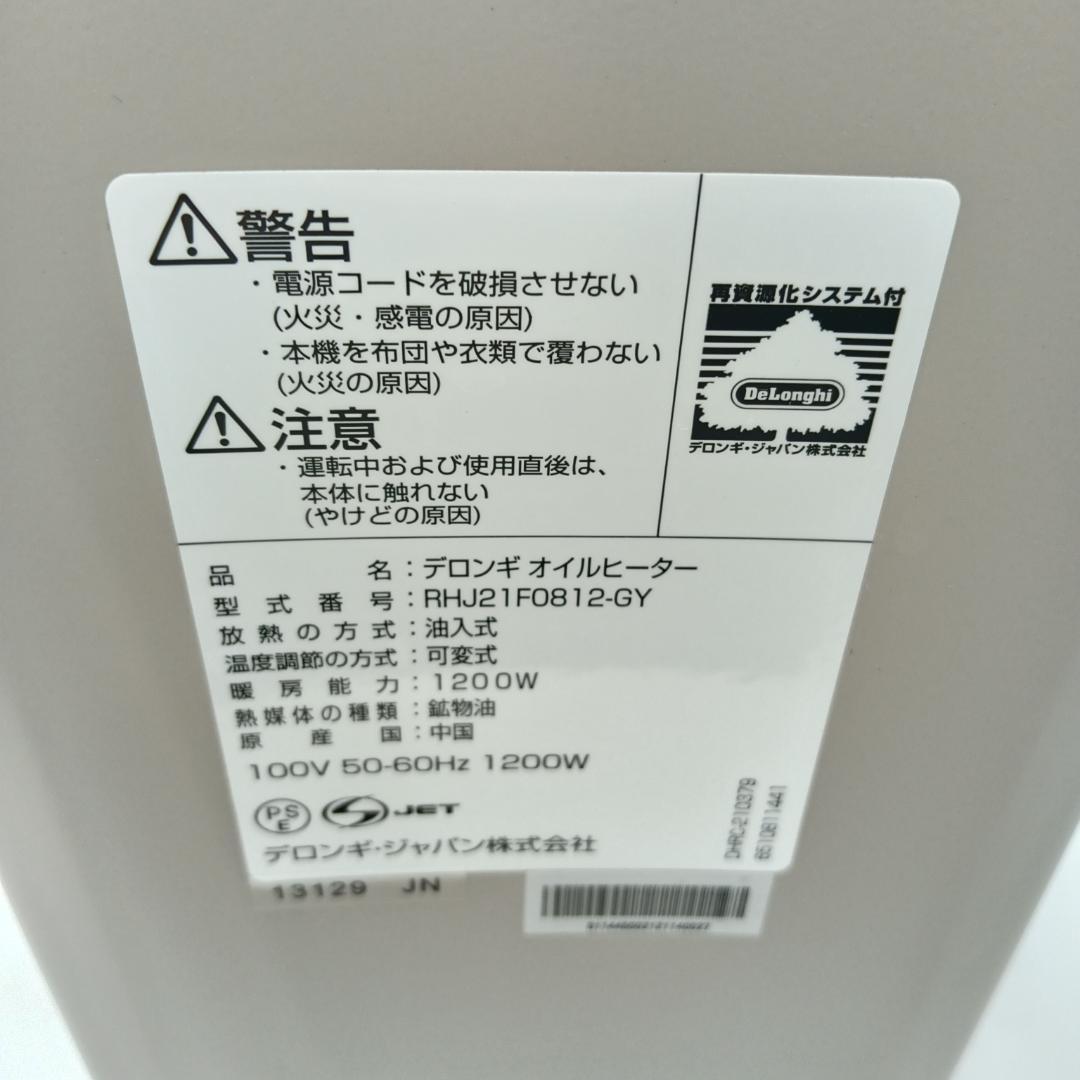 警告
・電源コードを破損させない
(火災・感電の原因)
・本機を布団や衣類で覆わない
(火災の原因)
注意
・運転中および使用直後は、
本体に触れない
(やけどの原因)
再資源化システム付
DeLonghi
デロンギ・ジャパン株式会社
品名：デロンギ オイルヒーター
型式番号：RHJ21F0812-GY
放熱の方式：油入式
温度調節の方式：可変式
暖房能力：1200W
熱媒体の種類：鉱物油
原産国：中国
100V 50-60Hz 1200W
PSE
JET
デロンギ・ジャパン株式会社
DHRC-210379
13129 JN